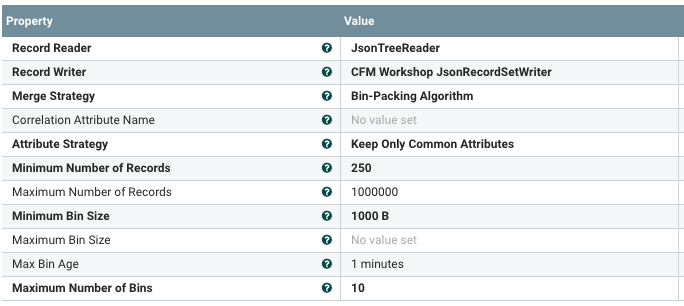 Property Value
Record Reader JsonTreeReader
Record Writer CFM Workshop JsonRecordSetWriter
Merge Strategy Bin-Packing Algorithm
Correlation Attribute Name No value set
Attribute Strategy Keep Only Common Attributes
Minimum Number of Records 250
Maximum Number of Records 1000000
Minimum Bin Size 1000 B
Maximum Bin Size No value set
Max Bin Age 1 minutes
Maximum Number of Bins 10